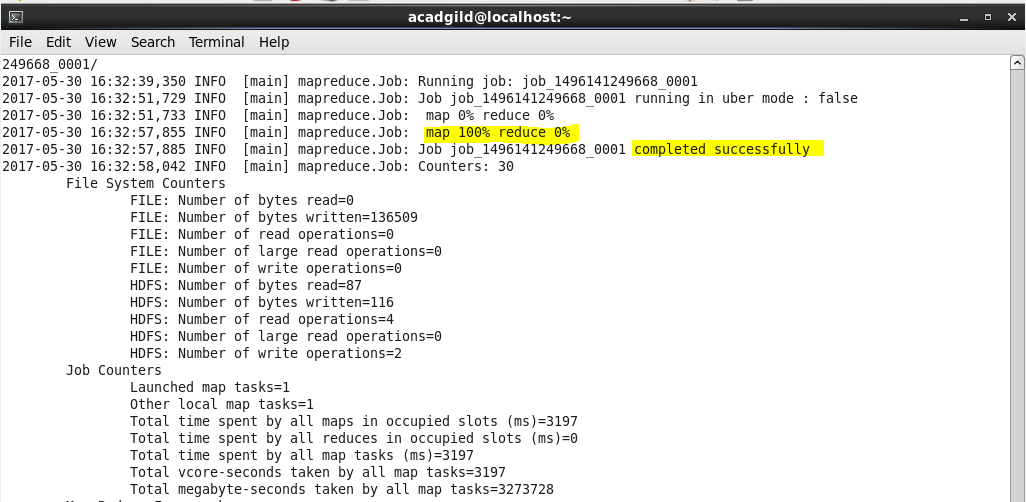 acadgild@localhost:~
File Edit View Search Terminal Help
249668_0001/
2017-05-30 16:32:39,350 INFO  [main] mapreduce.Job: Running job: job_1496141249668_0001
2017-05-30 16:32:51,729 INFO  [main] mapreduce.Job: Job job_1496141249668_0001 running in uber mode : false
2017-05-30 16:32:51,733 INFO  [main] mapreduce.Job:  map 0% reduce 0%
2017-05-30 16:32:57,855 INFO  [main] mapreduce.Job:  map 100% reduce 0%
2017-05-30 16:32:57,885 INFO  [main] mapreduce.Job: Job job_1496141249668_0001 completed successfully
2017-05-30 16:32:58,042 INFO  [main] mapreduce.Job: Counters: 30
File System Counters
FILE: Number of bytes read=0
FILE: Number of bytes written=136509
FILE: Number of read operations=0
FILE: Number of large read operations=0
FILE: Number of write operations=0
HDFS: Number of bytes read=87
HDFS: Number of bytes written=116
HDFS: Number of read operations=4
HDFS: Number of large read operations=0
HDFS: Number of write operations=2
Job Counters
Launched map tasks=1
Other local map tasks=1
Total time spent by all maps in occupied slots (ms)=3197
Total time spent by all reduces in occupied slots (ms)=0
Total time spent by all map tasks (ms)=3197
Total vcore-seconds taken by all map tasks=3197
Total megabyte-seconds taken by all map tasks=3273728